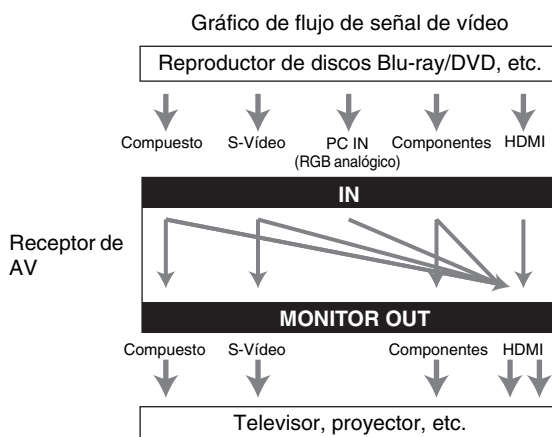 Gráfico de flujo de señal de vídeo
Reproductor de discos Blu-ray/DVD, etc.
Compuesto S-Vídeo PC IN Componentes HDMI
(RGB analógico)
IN
Receptor de
AV
MONITOR OUT
Compuesto S-Vídeo Componentes HDMI
Televisor, proyector, etc.